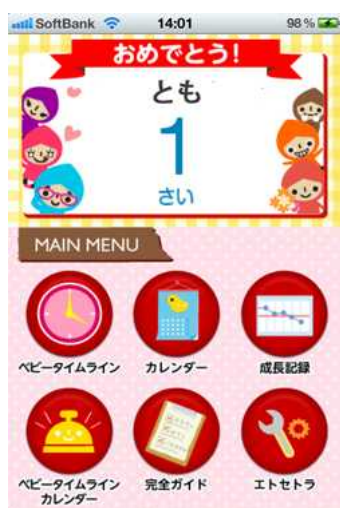 SoftBank 14:01 98%
おめでとう!
とも
1
さい
MAIN MENU
ベビータイムライン カレンダー 成長記録
ベビータイムライン
カレンダー 完全ガイド エトセトラ